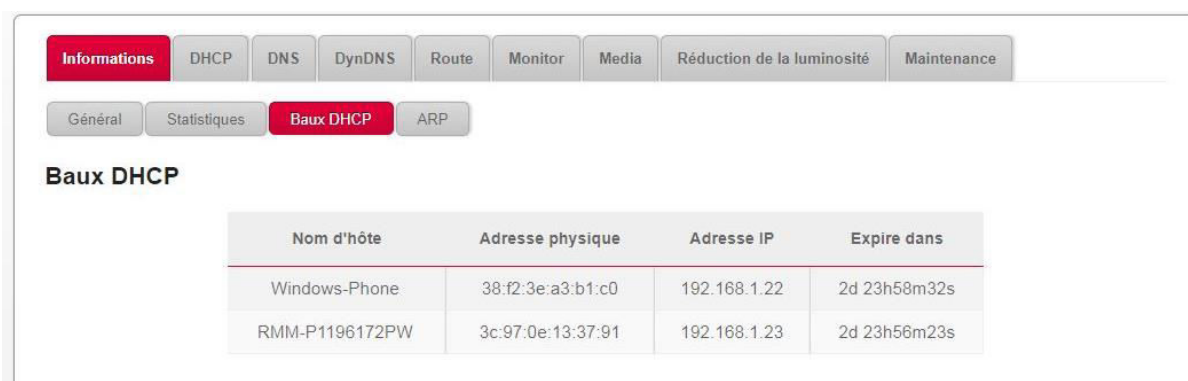 Informations DHCP DNS DynDNS Route Monitor Media Réduction de la luminosité Maintenance
Général Statistiques Baux DHCP ARP
Baux DHCP
Nom d'hôte Adresse physique Adresse IP Expire dans
Windows-Phone 38:f2:3e:a3:b1:c0 192.168.1.22 2d 23h58m32s
RMM-P1196172PW 3c:97:0e:13:37:91 192.168.1.23 2d 23h56m23s